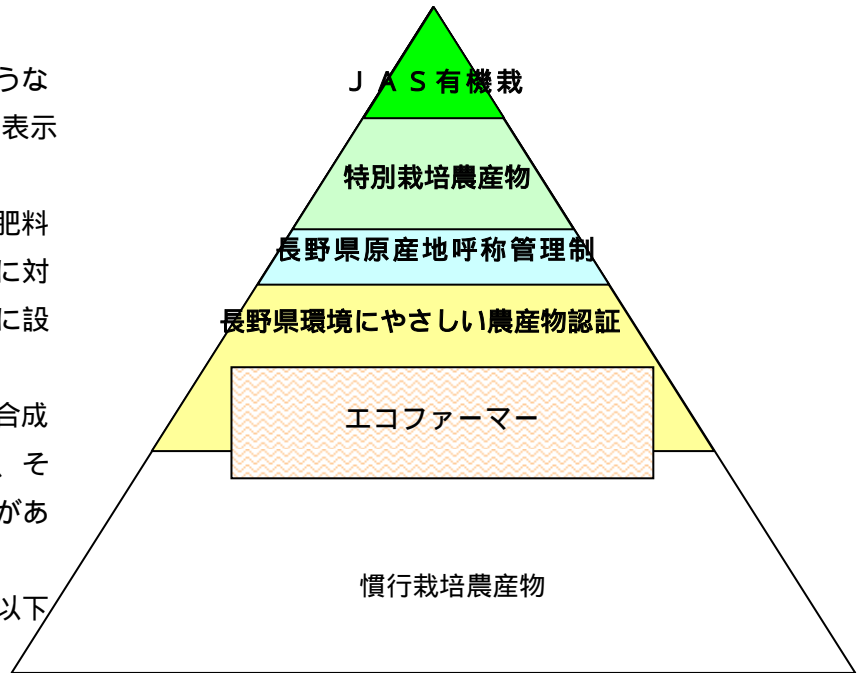 うな
表示
肥料
に対
に設
合成
、そ
があ
以下
ＪＡＳ有機栽
特別栽培農産物
長野県原産地呼称管理制
長野県環境にやさしい農産物認証
エコファーマー
慣行栽培農産物